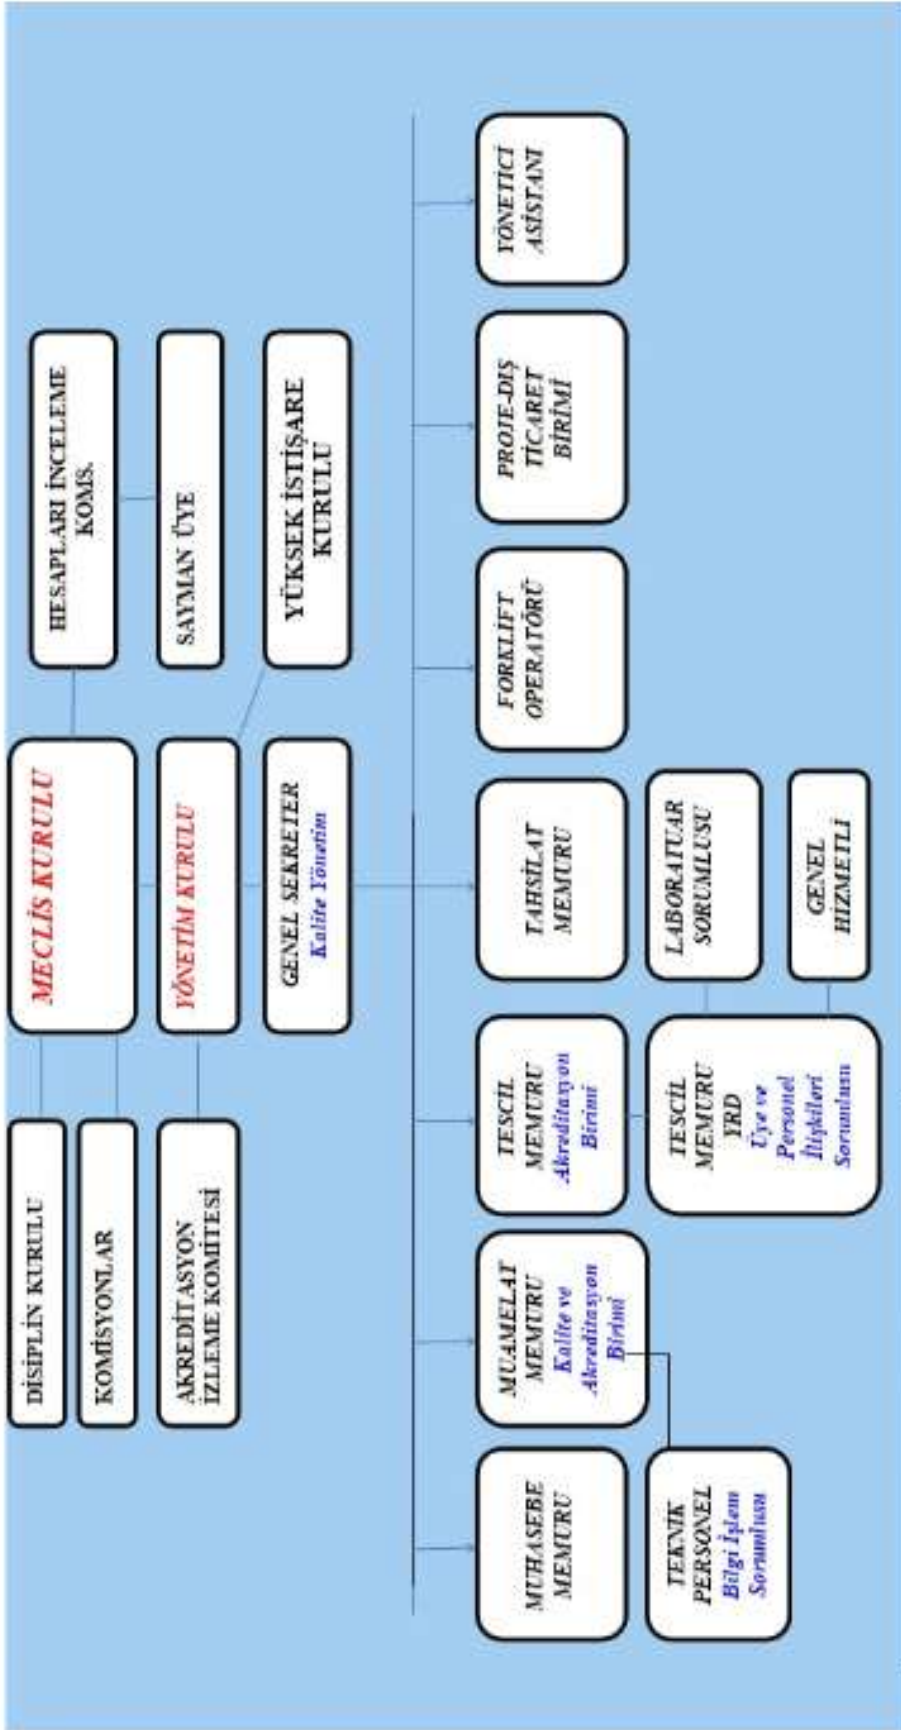 MECLİS KURULU
HESAPLARI İNCELEME
KOMS.
DİSİPLİN KURULU
KOMİSYONLAR
YÖNETİM KURULU
SAYMAN ÜYE
AKREDİTASYON
İZLEME KOMİTESİ
GENEL SEKRETER
Kalite Yönetim
YÜKSEK İSTİŞARE
KURULU
MUHASEBE
MEMURU
MUAMELAT
MEMURU
Kalite ve
Akreditasyon
Birimi
TESCİL
MEMURU
Akreditasyon
Birimi
TAHSİLAT
MEMURU
FORKLİFT
OPERATÖRÜ
PROJE-DIŞ
TİCARET
BİRİMİ
YÖNETİCİ
ASİSTANI
TEKNİK
PERSONEL
Bilgi İşlem
Sorumlusu
TESCİL
MEMURU
YRD
Üye ve
Personel
İlişkileri
Sorumlusu
LABORATUAR
SORUMLUSU
GENEL
HIZMETLİ